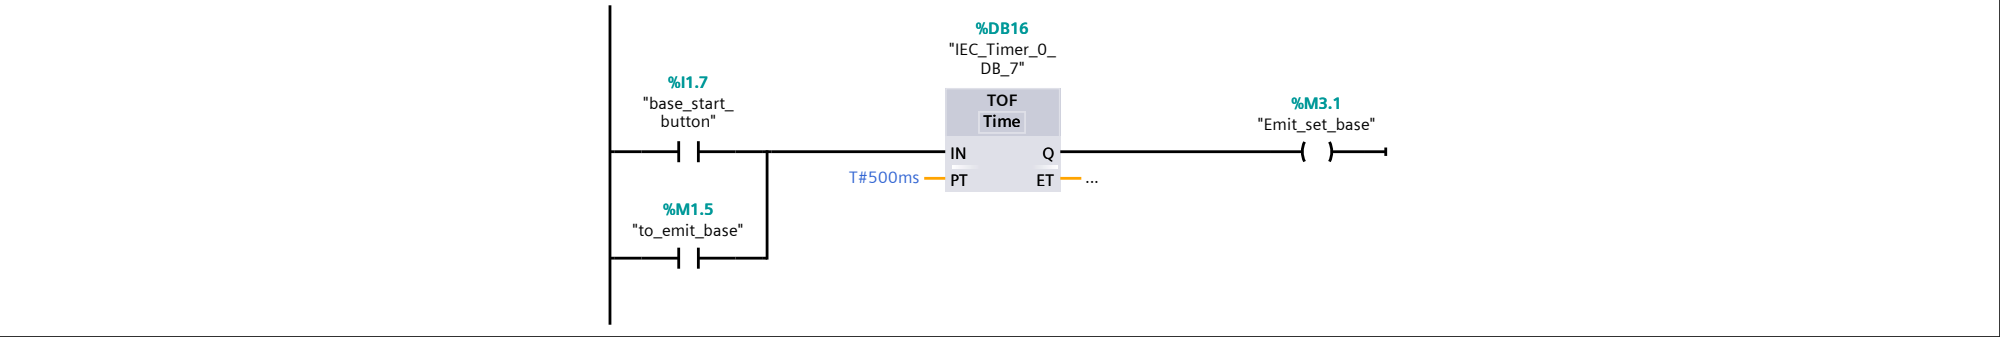 %DB16
"IEC_Timer_0_
DB_7"
%I1.7
"base_start_
button"
TOF
Time
%M3.1
"Emit_set_base"
IN
Q
T#500ms
PT
ET
...
%M1.5
"to_emit_base"